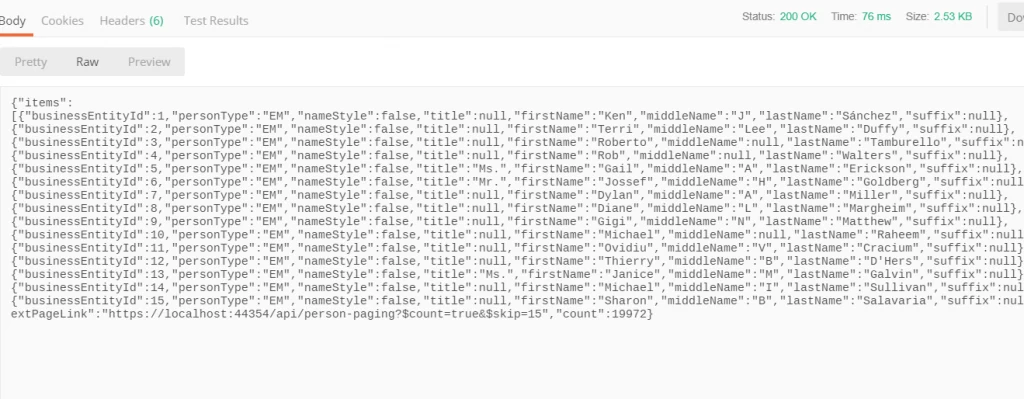 Body Cookies Headers (6) Test Results Status: 200 OK Time: 76 ms Size: 2.53 KB
Pretty Raw Preview
{"items":
[{"businessEntityId":1,"personType":"EM","nameStyle":false,"title":null,"firstName":"Ken","middleName":"J","lastName":"Sánchez","suffix":null},
{"businessEntityId":2,"personType":"EM","nameStyle":false,"title":null,"firstName":"Terri","middleName":"Lee","lastName":"Duffy","suffix":null},
{"businessEntityId":3,"personType":"EM","nameStyle":false,"title":null,"firstName":"Roberto","middleName":null,"lastName":"Tamburello","suffix":n
{"businessEntityId":4,"personType":"EM","nameStyle":false,"title":null,"firstName":"Rob","middleName":null,"lastName":"Walters","suffix":null},
{"businessEntityId":5,"personType":"EM","nameStyle":false,"title":"Ms.","firstName":"Gail","middleName":"A","lastName":"Erickson","suffix":null},
{"businessEntityId":6,"personType":"EM","nameStyle":false,"title":"Mr.","firstName":"Jossef","middleName":"H","lastName":"Goldberg","suffix":null
{"businessEntityId":7,"personType":"EM","nameStyle":false,"title":null,"firstName":"Dylan","middleName":"A","lastName":"Miller","suffix":null},
{"businessEntityId":8,"personType":"EM","nameStyle":false,"title":null,"firstName":"Diane","middleName":"L","lastName":"Margheim","suffix":null},
{"businessEntityId":9,"personType":"EM","nameStyle":false,"title":null,"firstName":"Gigi","middleName":"N","lastName":"Matthew","suffix":null},
{"businessEntityId":10,"personType":"EM","nameStyle":false,"title":null,"firstName":"Michael","middleName":null,"lastName":"Raheem","suffix":null
{"businessEntityId":11,"personType":"EM","nameStyle":false,"title":null,"firstName":"Ovidiu","middleName":"V","lastName":"Cracium","suffix":null}
{"businessEntityId":12,"personType":"EM","nameStyle":false,"title":null,"firstName":"Thierry","middleName":"B","lastName":"D'Hers","suffix":null}
{"businessEntityId":13,"personType":"EM","nameStyle":false,"title":"Ms.","firstName":"Janice","middleName":"M","lastName":"Galvin","suffix":null}
{"businessEntityId":14,"personType":"EM","nameStyle":false,"title":null,"firstName":"Michael","middleName":"I","lastName":"Sullivan","suffix":nul
{"businessEntityId":15,"personType":"EM","nameStyle":false,"title":null,"firstName":"Sharon","middleName":"B","lastName":"Salavaria","suffix":nul
extPageLink":"https://localhost:44354/api/person-paging?$count=true&$skip=15","count":19972}